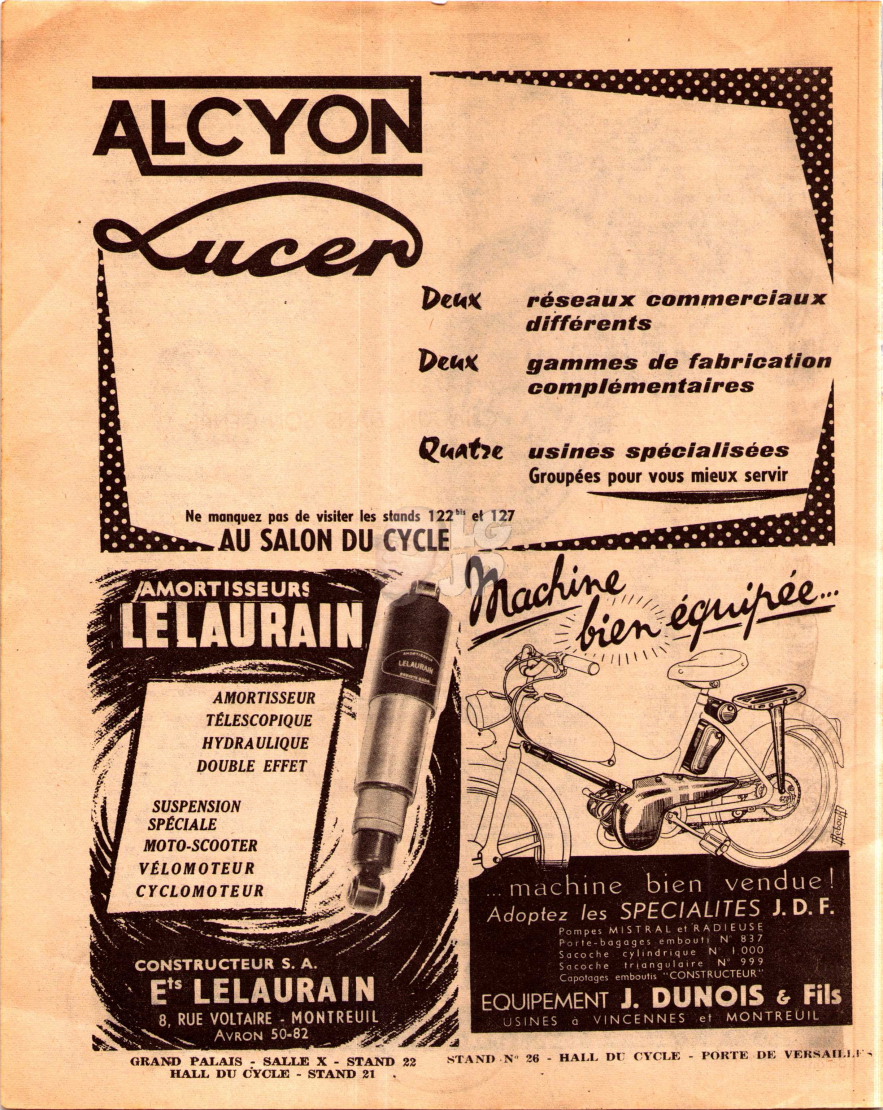 ALCYON
Lucer
Deux réseaux commerciaux
différents
Deux gammes de fabrication
complémentaires
Quatre usines spécialisées
Groupées pour vous mieux servir
Ne manquez pas de visiter les stands 122bis et 127
AU SALON DU CYCLE
AMORTISSEURS
LELAURAIN
AMORTISSEUR
TÉLESCOPIQUE
HYDRAULIQUE
DOUBLE EFFET
SUSPENSION
SPÉCIALE
MOTO-SCOOTER
VÉLOMOTEUR
CYCLOMOTEUR
LELAURAIN
CONSTRUCTEUR S. A.
Ets LELAURAIN
8, RUE VOLTAIRE - MONTREUIL
AVRON 50-82
GRAND PALAIS - SALLE X - STAND 22
HALL DU CYCLE - STAND 21
Machine
bien équipée...
...machine bien vendue!
Adoptez les SPECIALITES J. D. F.
Pompes MISTRAL et RADIEUSE
Porte-bagages embouti N° 837
Sacoche cylindrique N° 1000
Sacoche triangulaire N° 999
Capotages emboutis "CONSTRUCTEUR"
EQUIPEMENT J. DUNOIS & Fils
USINES à VINCENNES et MONTREUIL
STAND N° 26 - HALL DU CYCLE - PORTE DE VERSAILLES
LG
JP